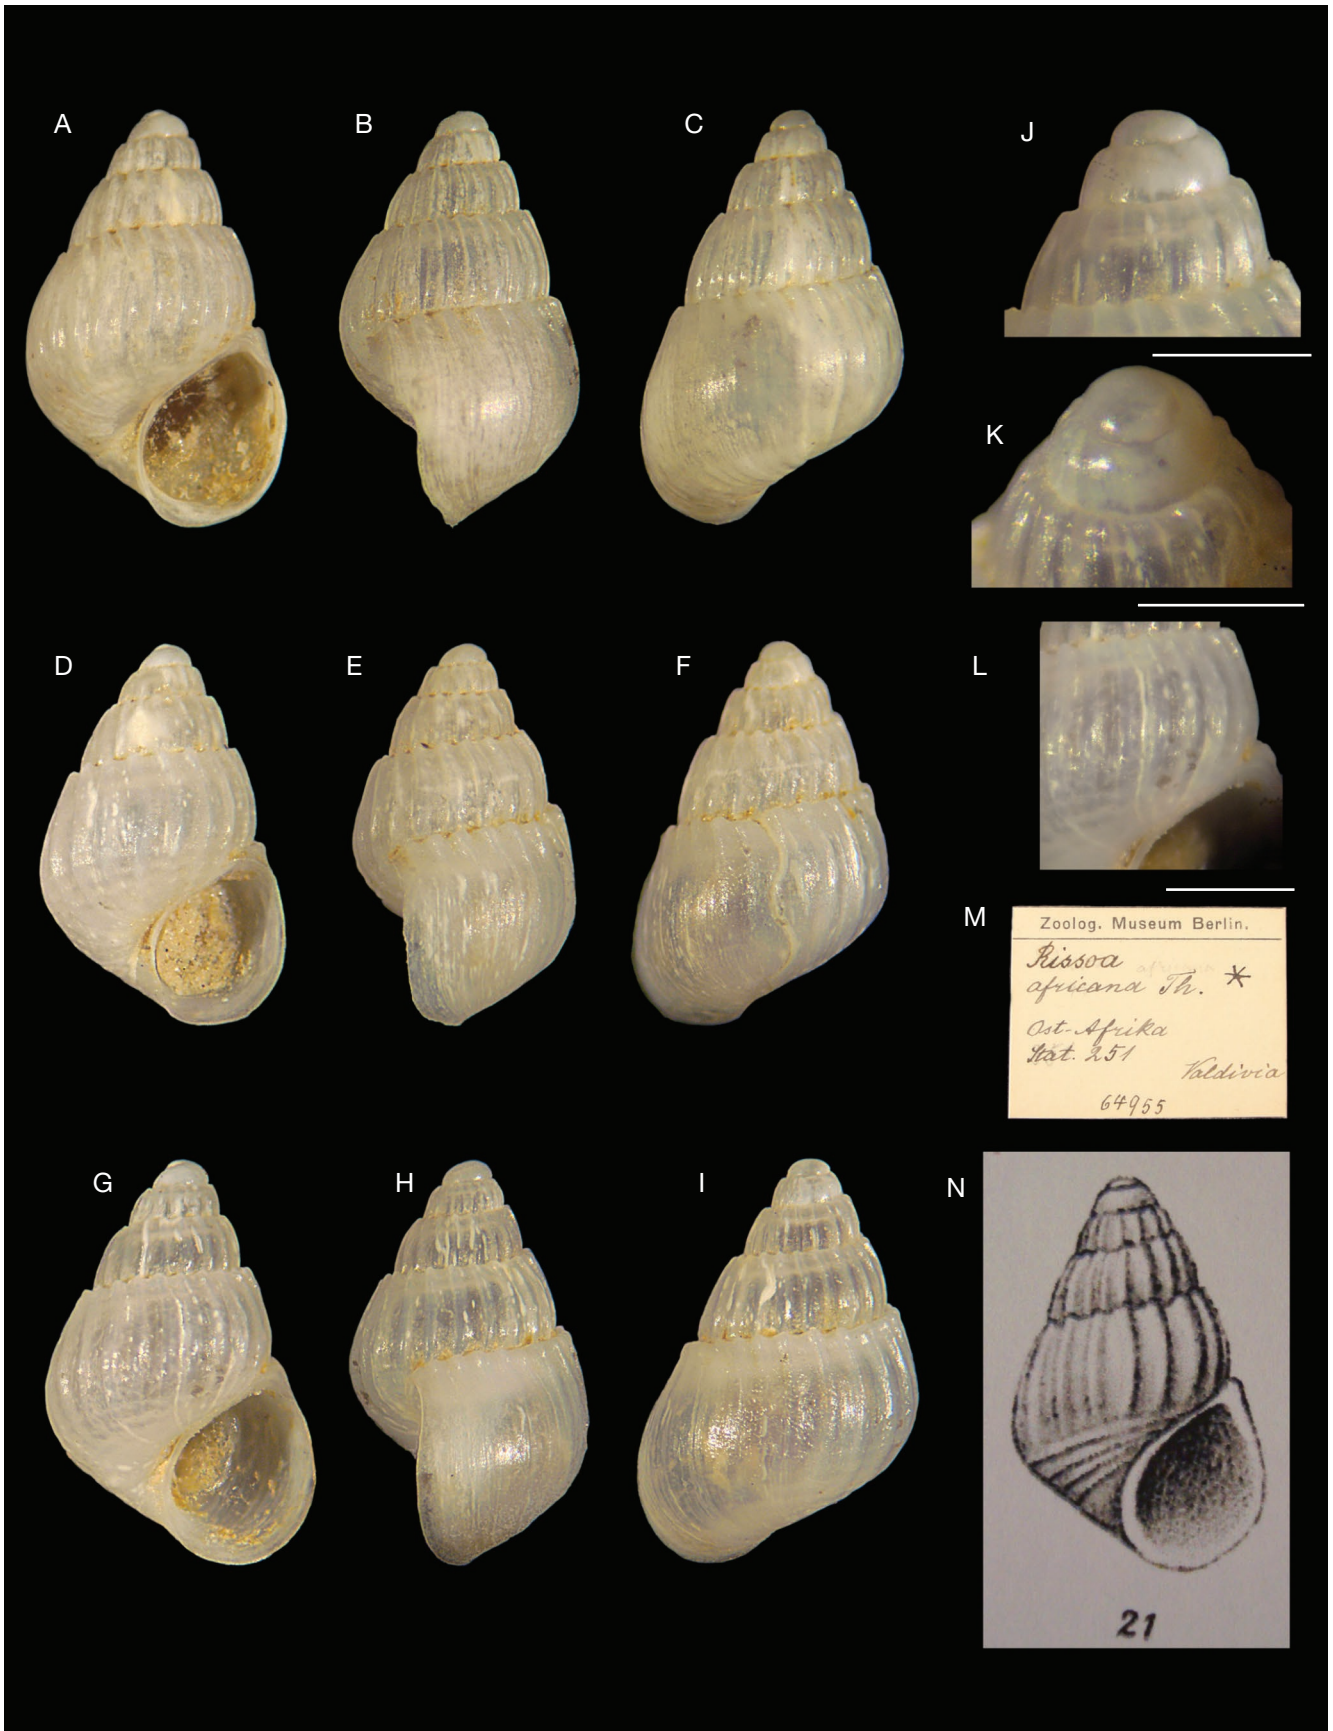 A
B
C
J
K
D
E
F
L
M
Zoolog. Museum Berlin.
Rissoa
africana Th. *
Ost-Afrika
Stat. 251
Valdivia
64955
G
H
I
N
21